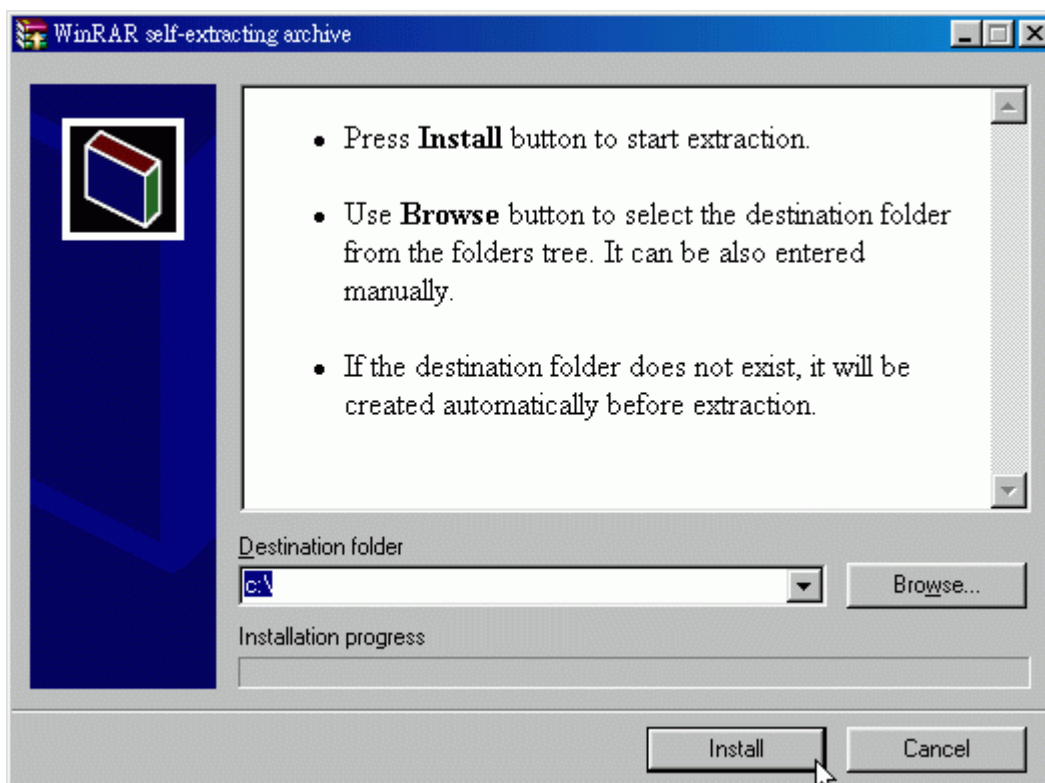 WinRAR self-extracting archive
• Press Install button to start extraction.
• Use Browse button to select the destination folder
from the folders tree. It can be also entered
manually.
• If the destination folder does not exist, it will be
created automatically before extraction.
Destination folder
c:\
Browse...
Installation progress
Install
Cancel